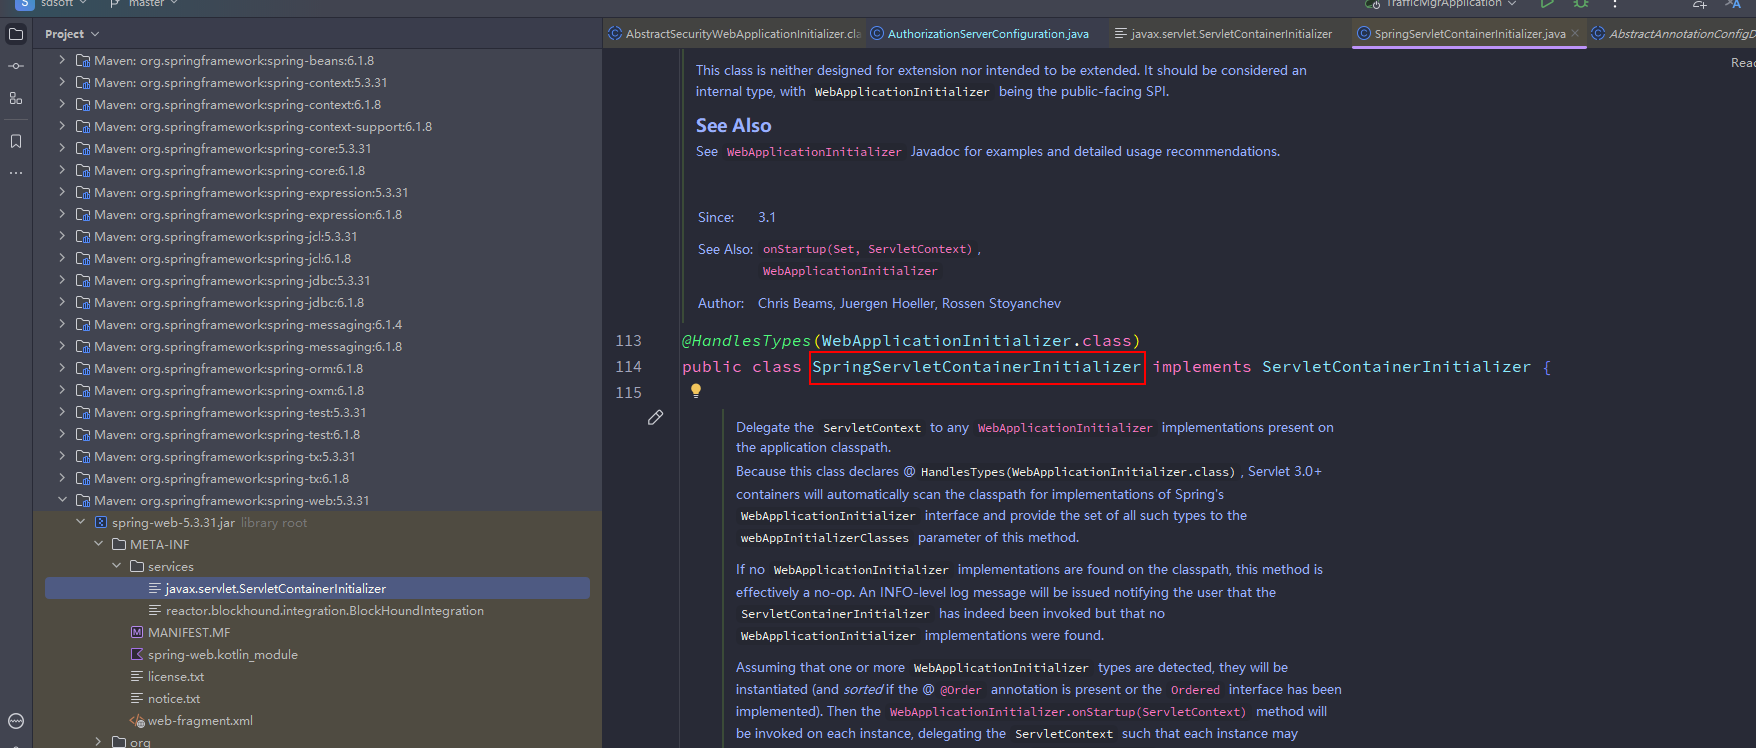 S sdsoft master TrafficMgrApplication
Project
AbstractSecurityWebApplicationInitializer.cla AuthorizationServerConfiguration.java javax.servlet.ServletContainerInitializer SpringServletContainerInitializer.java AbstractAnnotationConfigD
Maven: org.springframework:spring-beans:6.1.8
Maven: org.springframework:spring-context:5.3.31
Maven: org.springframework:spring-context:6.1.8
Maven: org.springframework:spring-context-support:6.1.8
Maven: org.springframework:spring-core:5.3.31
Maven: org.springframework:spring-core:6.1.8
Maven: org.springframework:spring-expression:5.3.31
Maven: org.springframework:spring-expression:6.1.8
Maven: org.springframework:spring-jcl:5.3.31
Maven: org.springframework:spring-jcl:6.1.8
Maven: org.springframework:spring-jdbc:5.3.31
Maven: org.springframework:spring-jdbc:6.1.8
Maven: org.springframework:spring-messaging:6.1.4
Maven: org.springframework:spring-messaging:6.1.8
Maven: org.springframework:spring-orm:6.1.8
Maven: org.springframework:spring-oxm:6.1.8
Maven: org.springframework:spring-test:5.3.31
Maven: org.springframework:spring-test:6.1.8
Maven: org.springframework:spring-tx:5.3.31
Maven: org.springframework:spring-tx:6.1.8
Maven: org.springframework:spring-web:5.3.31
spring-web-5.3.31.jar library root
META-INF
services
javax.servlet.ServletContainerInitializer
reactor.blockhound.integration.BlockHoundIntegration
MANIFEST.MF
spring-web.kotlin_module
license.txt
notice.txt
web-fragment.xml
org
Read
This class is neither designed for extension nor intended to be extended. It should be considered an
internal type, with WebApplicationInitializer being the public-facing SPI.
See Also
See WebApplicationInitializer Javadoc for examples and detailed usage recommendations.
Since: 3.1
See Also: onStartup(Set, ServletContext),
WebApplicationInitializer
Author: Chris Beams, Juergen Hoeller, Rossen Stoyanchev
113 @HandlesTypes(WebApplicationInitializer.class)
114 public class SpringServletContainerInitializer implements ServletContainerInitializer {
115
Delegate the ServletContext to any WebApplicationInitializer implementations present on
the application classpath.
Because this class declares @ HandlesTypes(WebApplicationInitializer.class) , Servlet 3.0+
containers will automatically scan the classpath for implementations of Spring's
WebApplicationInitializer interface and provide the set of all such types to the
webAppInitializerClasses parameter of this method.
If no WebApplicationInitializer implementations are found on the classpath, this method is
effectively a no-op. An INFO-level log message will be issued notifying the user that the
ServletContainerInitializer has indeed been invoked but that no
WebApplicationInitializer implementations were found.
Assuming that one or more WebApplicationInitializer types are detected, they will be
instantiated (and sorted if the @ @Order annotation is present or the Ordered interface has been
implemented). Then the WebApplicationInitializer.onStartup(ServletContext) method will
be invoked on each instance, delegating the ServletContext such that each instance may